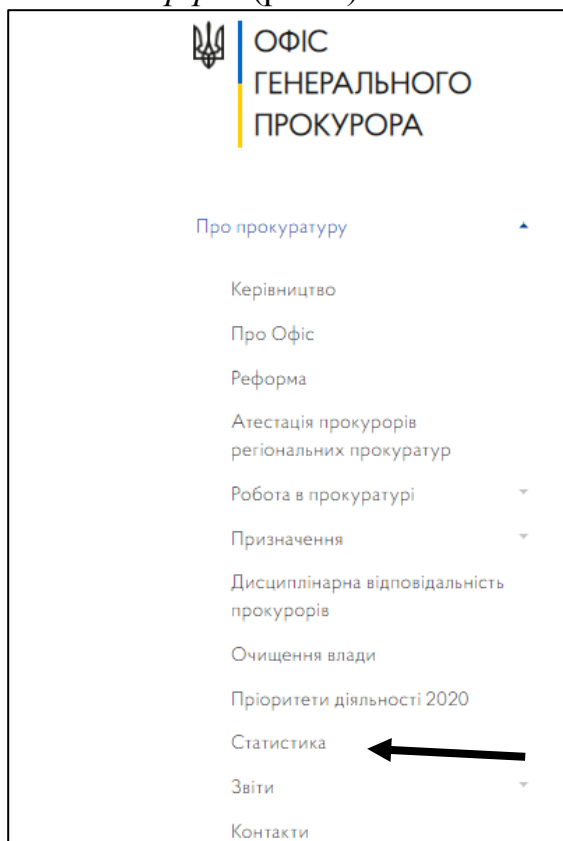 ОФІС
ГЕНЕРАЛЬНОГО
ПРОКУРОРА
Про прокуратуру
Керівництво
Про Офіс
Реформа
Атестація прокурорів
регіональних прокуратур
Робота в прокуратурі
Призначення
Дисциплінарна відповідальність
прокурорів
Очищення влади
Пріоритети діяльності 2020
Статистика
Звіти
Контакти